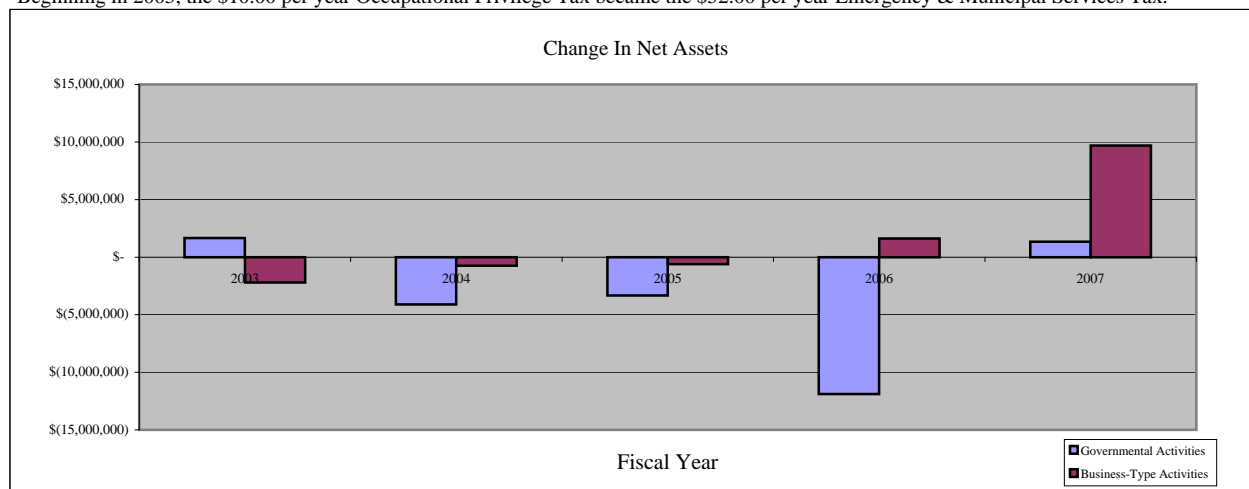 Beginning in 2005, the $10.00 per year Occupational Privilege Tax became the $52.00 per year Emergency & Municipal Services Tax.
Change In Net Assets
$15,000,000
$10,000,000
$5,000,000
$-
2003 2004 2005 2006 2007
$(5,000,000)
$(10,000,000)
$(15,000,000)
Fiscal Year
Governmental Activities
Business-Type Activities